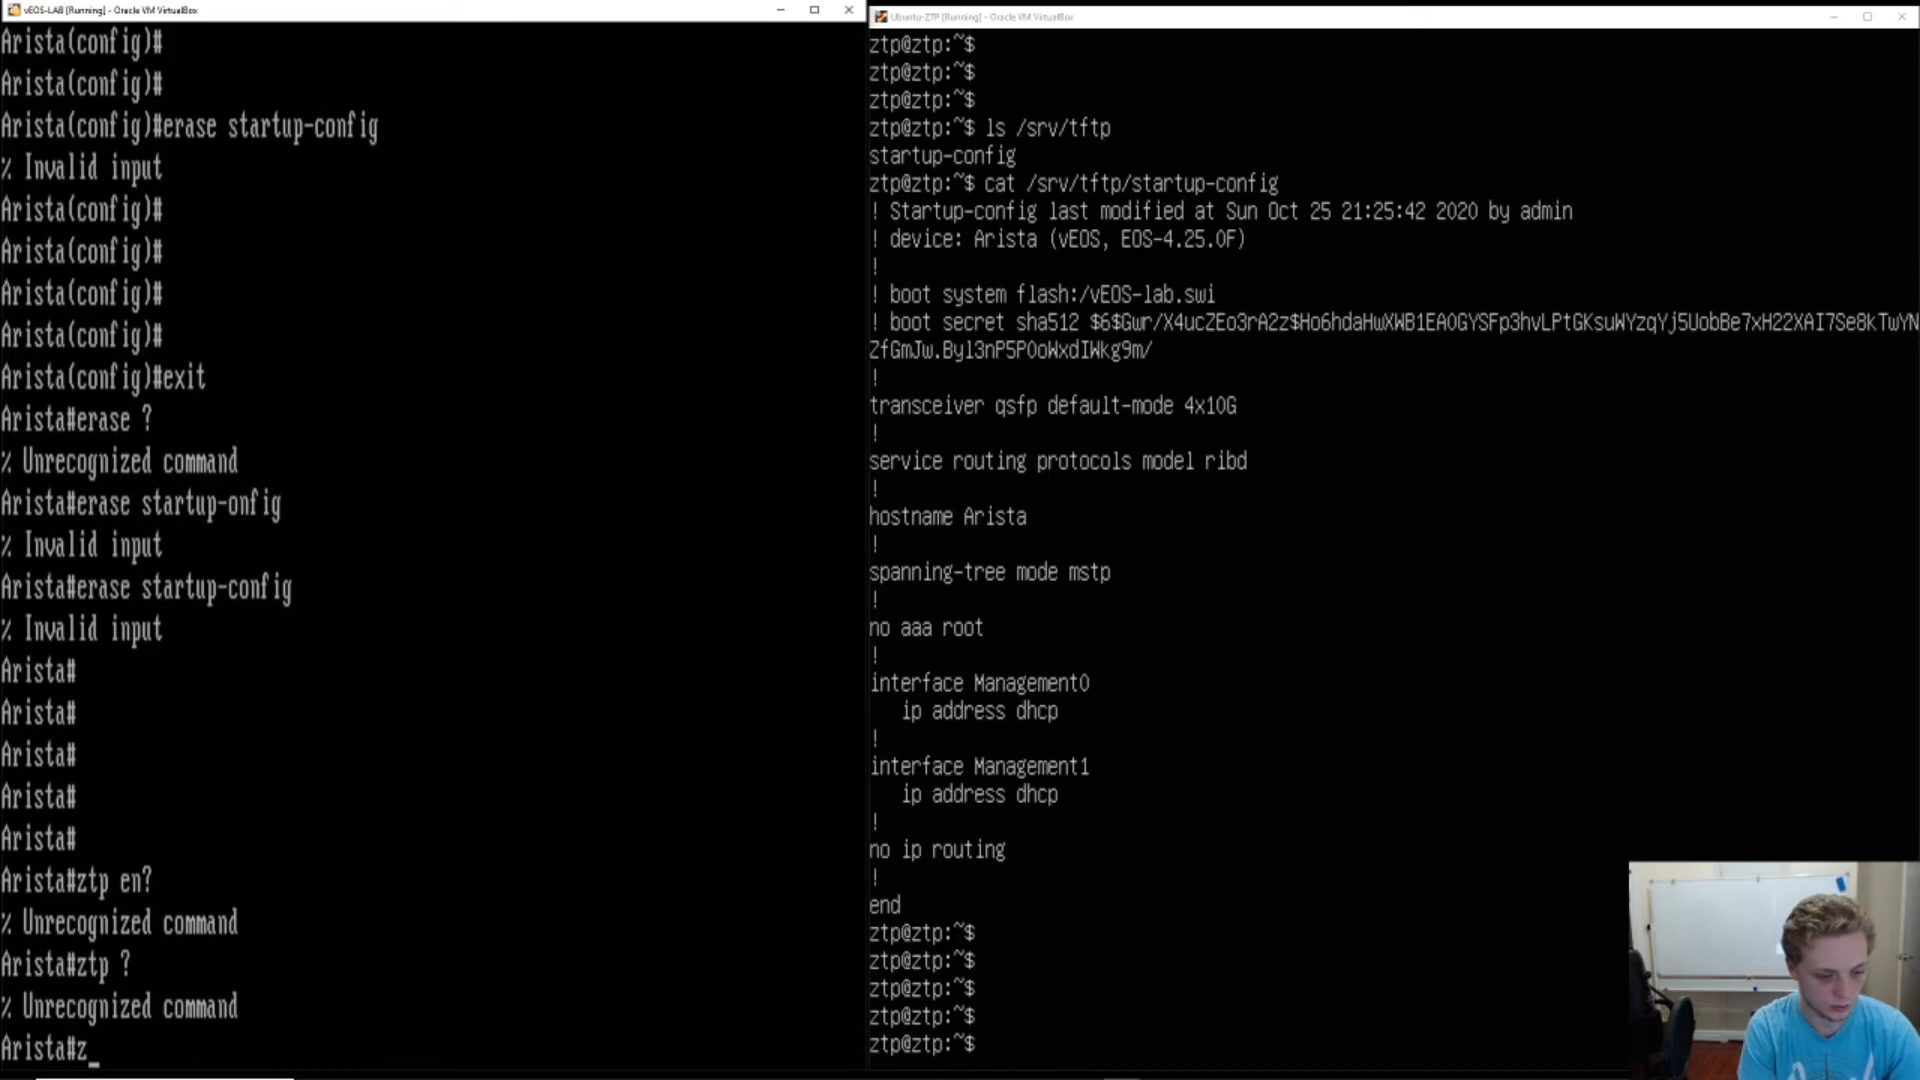 vEOS-LAB [Running] - Oracle VM VirtualBox
Arista(config)#
Arista(config)#
Arista(config)#erase startup-config
% Invalid input
Arista(config)#
Arista(config)#
Arista(config)#
Arista(config)#
Arista(config)#exit
Arista#erase ?
% Unrecognized command
Arista#erase startup-onfig
% Invalid input
Arista#erase startup-config
% Invalid input
Arista#
Arista#
Arista#
Arista#
Arista#
Arista#ztp en?
% Unrecognized command
Arista#ztp ?
% Unrecognized command
Arista#z_
Ubuntu-ZTP [Running] - Oracle VM VirtualBox
ztp@ztp:~$
ztp@ztp:~$
ztp@ztp:~$
ztp@ztp:~$ ls /srv/tftp
startup-config
ztp@ztp:~$ cat /srv/tftp/startup-config
! Startup-config last modified at Sun Oct 25 21:25:42 2020 by admin
! device: Arista (vEOS, EOS-4.25.0F)
!
! boot system flash:/vEOS-lab.swi
! boot secret sha512 $6$Gwr/X4ucZEo3rA2z$Ho6hdaHwXWB1EA0GYSFp3hvLPtGKsuWYzqYj5UobBe7xH22XAI7Se8kTwYN
ZfGmJw.Byl3nP5P0oWxdIWkg9m/
!
transceiver qsfp default-mode 4x10G
!
service routing protocols model ribd
!
hostname Arista
!
spanning-tree mode mstp
!
no aaa root
!
interface Management0
ip address dhcp
!
interface Management1
ip address dhcp
!
no ip routing
!
end
ztp@ztp:~$
ztp@ztp:~$
ztp@ztp:~$
ztp@ztp:~$
ztp@ztp:~$